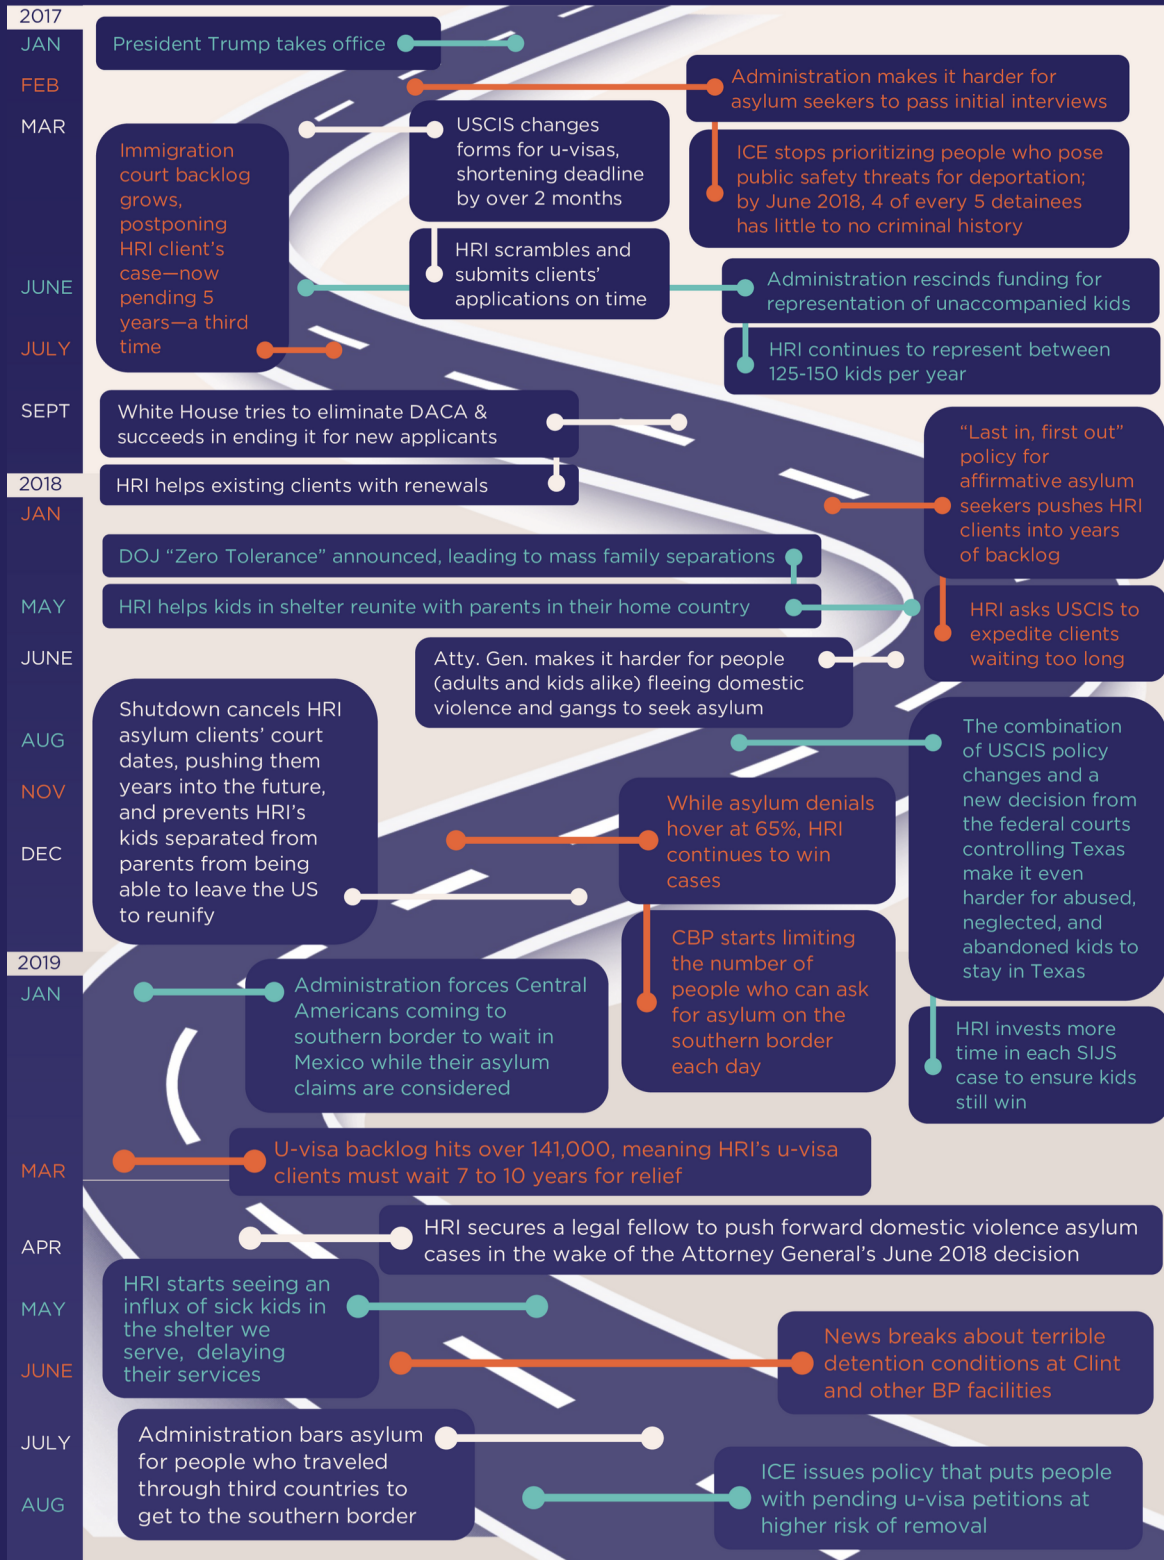 2017
JAN
President Trump takes office
FEB
Administration makes it harder for
asylum seekers to pass initial interviews
ICE stops prioritizing people who pose
public safety threats for deportation;
by June 2018, 4 of every 5 detainees
has little to no criminal history
MAR
USCIS changes
forms for u-visas,
shortening deadline
by over 2 months
HRI scrambles and
submits clients’
applications on time
JUNE
Administration rescinds funding for
representation of unaccompanied kids
HRI continues to represent between
125-150 kids per year
JULY
Immigration
court backlog
grows,
postponing
HRI client’s
case—now
pending 5
years—a third
time
SEPT
White House tries to eliminate DACA &
succeeds in ending it for new applicants
HRI helps existing clients with renewals
2018
JAN
“Last in, first out”
policy for
affirmative asylum
seekers pushes HRI
clients into years
of backlog
HRI asks USCIS to
expedite clients
waiting too long
DOJ “Zero Tolerance” announced, leading to mass family separations
MAY
HRI helps kids in shelter reunite with parents in their home country
JUNE
Atty. Gen. makes it harder for people
(adults and kids alike) fleeing domestic
violence and gangs to seek asylum
AUG
The combination
of USCIS policy
changes and a
new decision from
the federal courts
controlling Texas
make it even
harder for abused,
neglected, and
abandoned kids to
stay in Texas
HRI invests more
time in each SIJS
case to ensure kids
still win
NOV
While asylum denials
hover at 65%, HRI
continues to win
cases
CBP starts limiting
the number of
people who can ask
for asylum on the
southern border
each day
DEC
Shutdown cancels HRI
asylum clients’ court
dates, pushing them
years into the future,
and prevents HRI’s
kids separated from
parents from being
able to leave the US
to reunify
2019
JAN
Administration forces Central
Americans coming to
southern border to wait in
Mexico while their asylum
claims are considered
MAR
U-visa backlog hits over 141,000, meaning HRI’s u-visa
clients must wait 7 to 10 years for relief
APR
HRI secures a legal fellow to push forward domestic violence asylum
cases in the wake of the Attorney General’s June 2018 decision
MAY
HRI starts seeing an
influx of sick kids in
the shelter we
serve, delaying
their services
JUNE
News breaks about terrible
detention conditions at Clint
and other BP facilities
JULY
Administration bars asylum
for people who traveled
through third countries to
get to the southern border
AUG
ICE issues policy that puts people
with pending u-visa petitions at
higher risk of removal